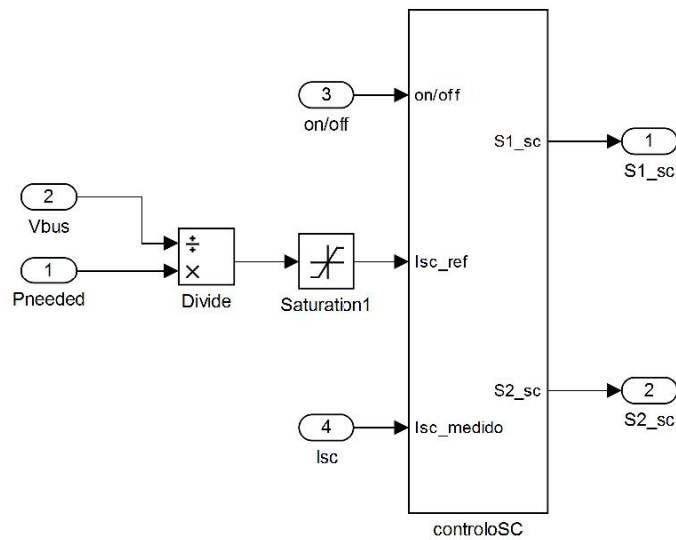 3
on/off
on/off
S1_sc
1
S1_sc
2
Vbus
÷
×
1
Pneeded
Divide
Saturation1
Isc_ref
S2_sc
2
S2_sc
4
Isc
Isc_medido
controloSC